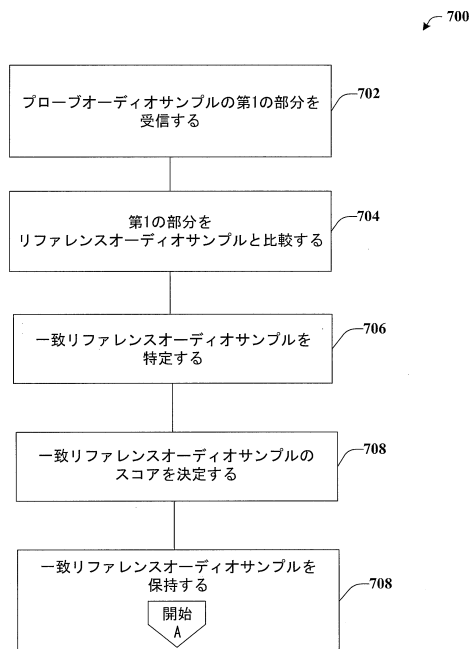 700
プローブオーディオサンプルの第1の部分を
受信する
702
第1の部分を
リファレンスオーディオサンプルと比較する
704
一致リファレンスオーディオサンプルを
特定する
706
一致リファレンスオーディオサンプルの
スコアを決定する
708
一致リファレンスオーディオサンプルを
保持する
708
開始
A